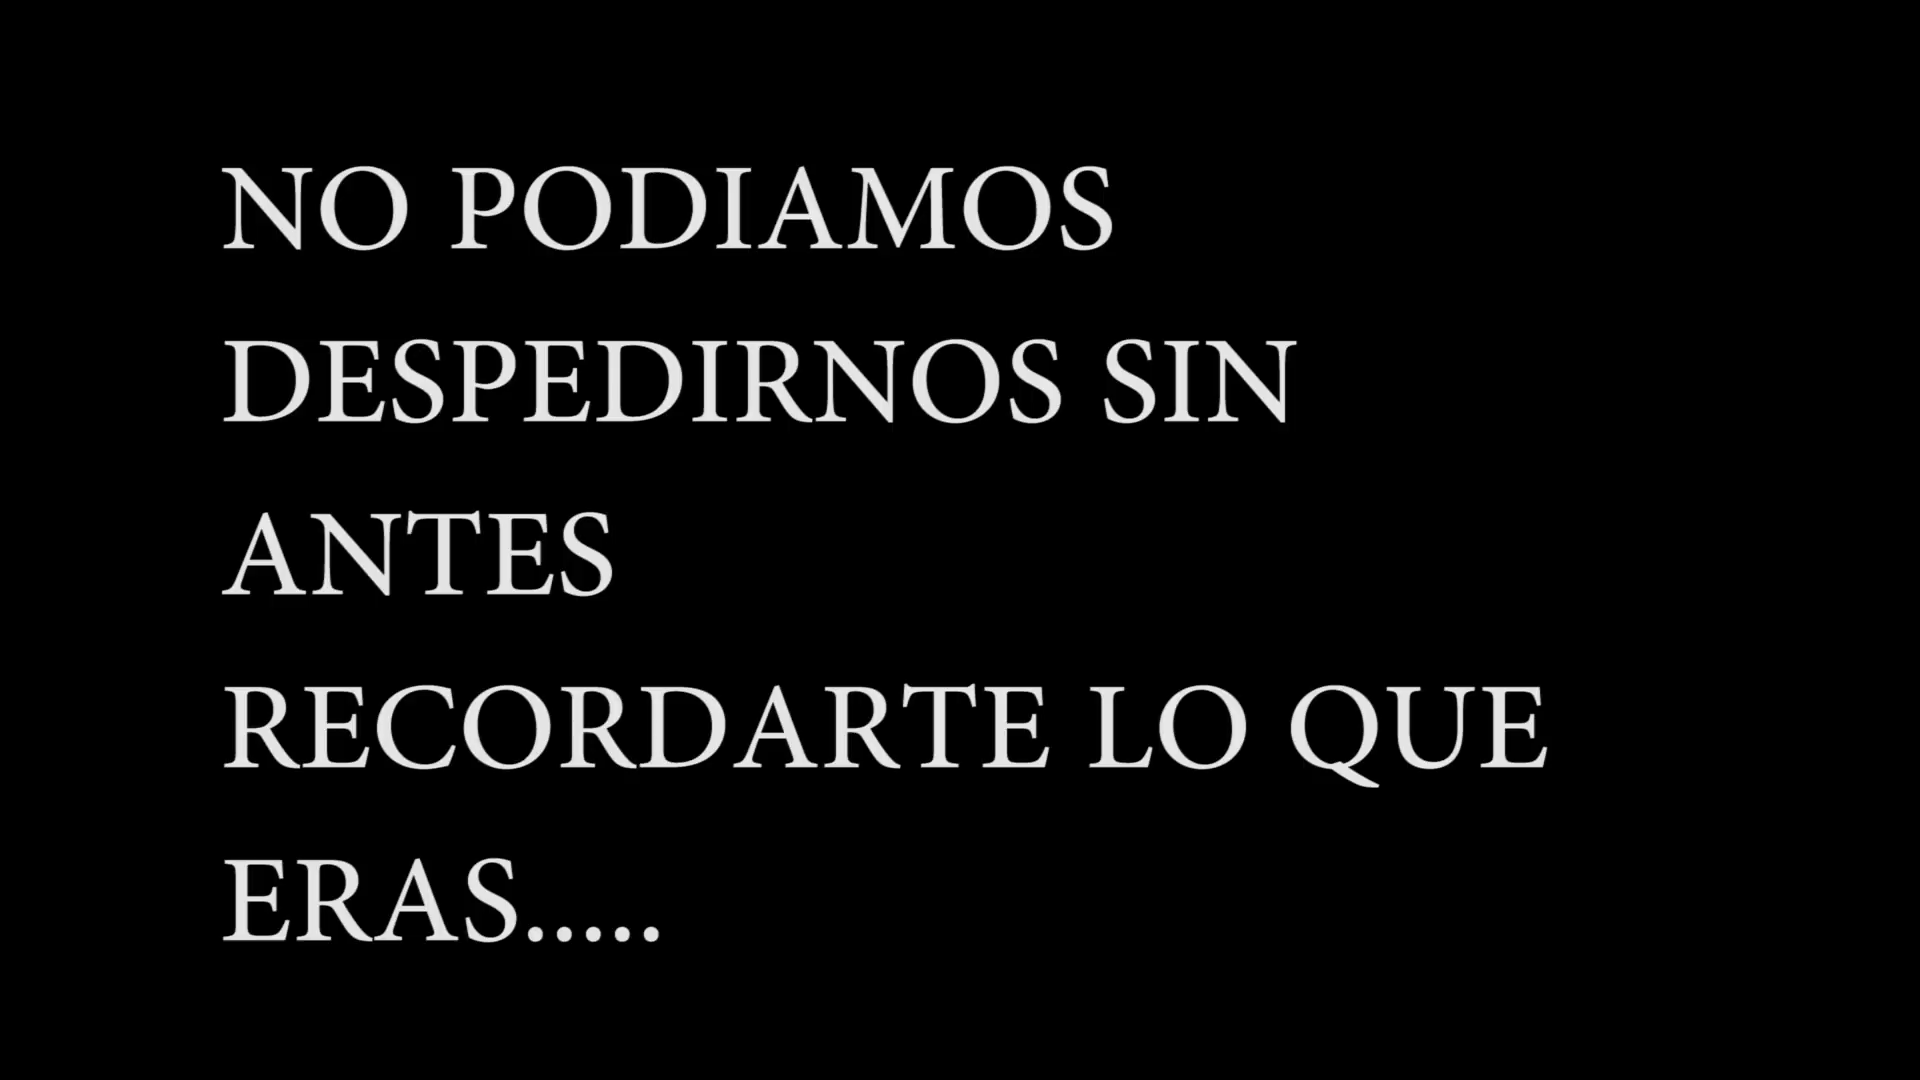 NO PODIAMOS
DESPEDIRNOS SIN
ANTES
RECORDARTE LO QUE
ERAS.....